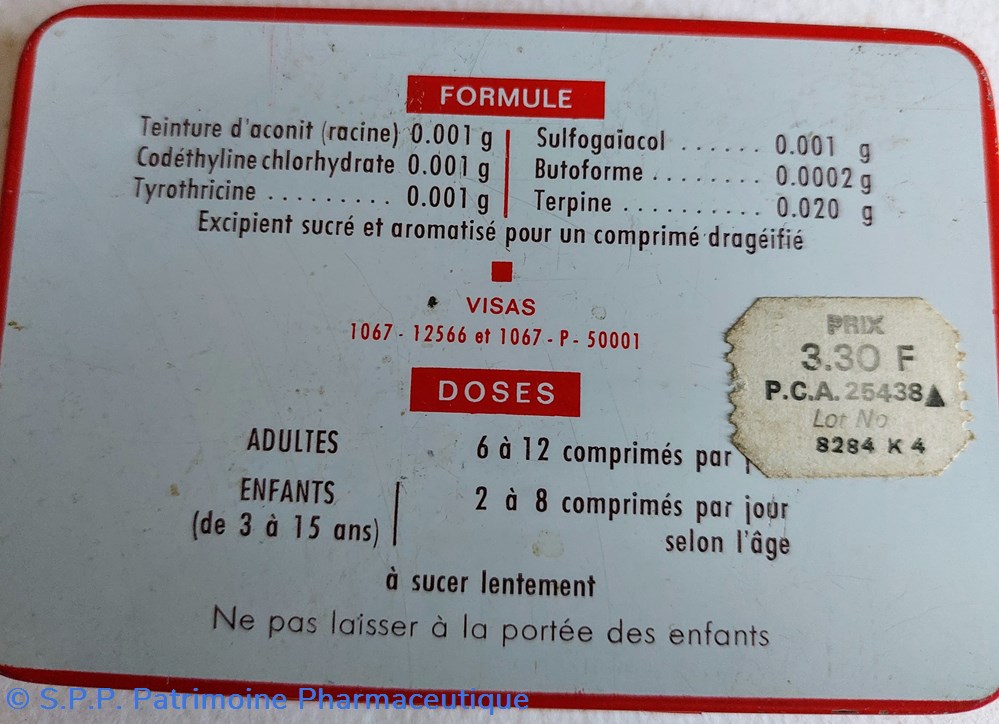 FORMULE
Teinture d'aconit (racine) 0.001 g
Codéthyline chlorhydrate 0.001 g
Tyrothricine ......... 0.001 g
Sulfogaïacol ...... 0.001 g
Butoforme ........ 0.0002 g
Terpine .......... 0.020 g
Excipient sucré et aromatisé pour un comprimé dragéifié
VISAS
1067 - 12566 et 1067 - P - 50001
PRIX
3.30 F
P.C.A. 25438▲
Lot No
8284 K 4
DOSES
ADULTES 6 à 12 comprimés par
ENFANTS
(de 3 à 15 ans)
2 à 8 comprimés par jour
selon l'âge
à sucer lentement
Ne pas laisser à la portée des enfants
© S.P.P. Patrimoine Pharmaceutique